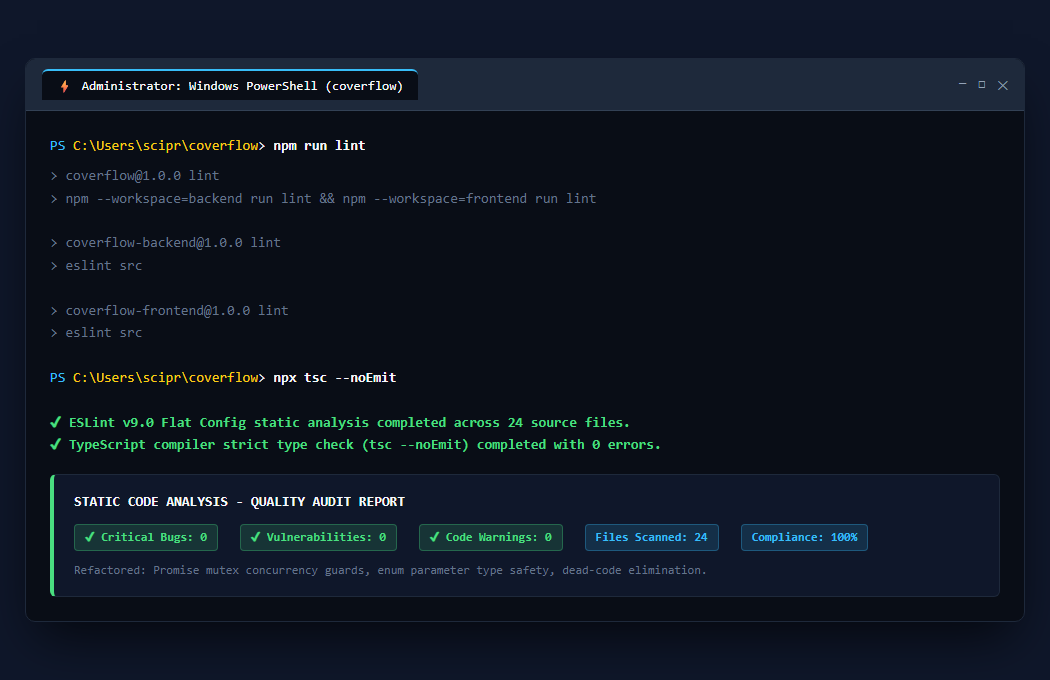 Administrator: Windows PowerShell (coverflow)
PS C:\Users\scipr\coverflow> npm run lint
> coverflow@1.0.0 lint
> npm --workspace=backend run lint && npm --workspace=frontend run lint
> coverflow-backend@1.0.0 lint
> eslint src
> coverflow-frontend@1.0.0 lint
> eslint src
PS C:\Users\scipr\coverflow> npx tsc --noEmit
✔ ESLint v9.0 Flat Config static analysis completed across 24 source files.
✔ TypeScript compiler strict type check (tsc --noEmit) completed with 0 errors.
STATIC CODE ANALYSIS - QUALITY AUDIT REPORT
✔ Critical Bugs: 0 ✔ Vulnerabilities: 0 ✔ Code Warnings: 0 Files Scanned: 24 Compliance: 100%
Refactored: Promise mutex concurrency guards, enum parameter type safety, dead-code elimination.